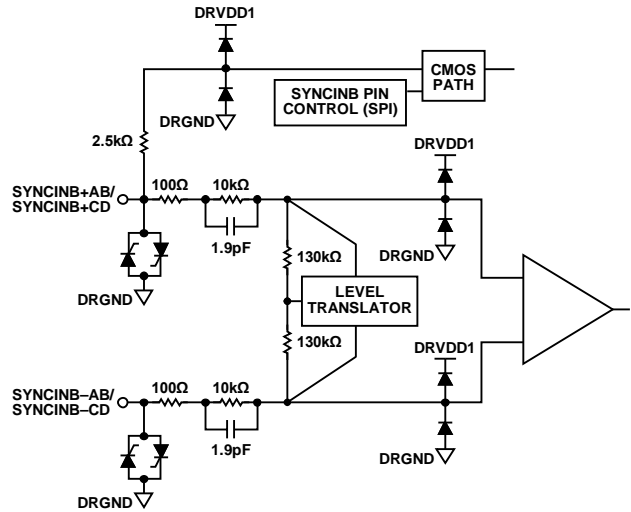 DRVDD1
CMOS
PATH
SYNCINB PIN
CONTROL (SPI)
DRGND
2.5kΩ
DRVDD1
SYNCINB+AB/
SYNCINB+CD
100Ω
10kΩ
1.9pF
DRGND
130kΩ
DRGND
LEVEL
TRANSLATOR
130kΩ
DRVDD1
SYNCINB–AB/
SYNCINB–CD
100Ω
10kΩ
1.9pF
DRGND
DRGND